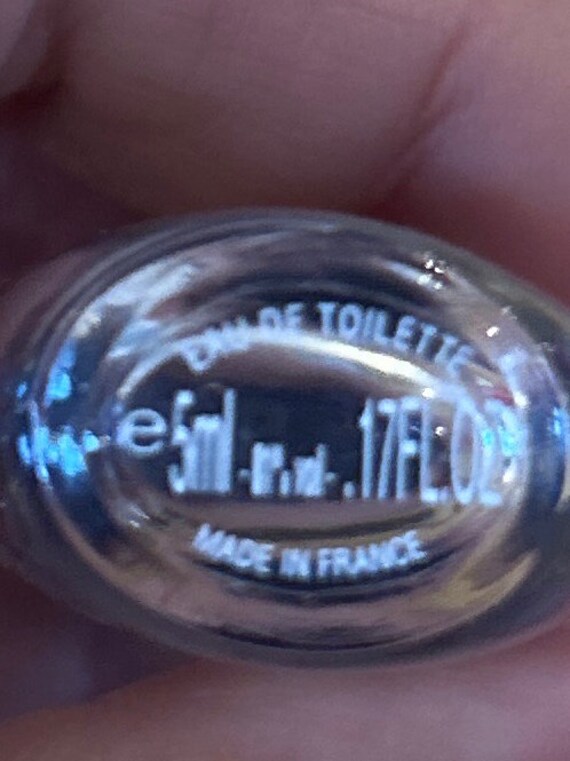 EAU DE TOILETTE
e 5ml - - .17FL.OZ
MADE IN FRANCE